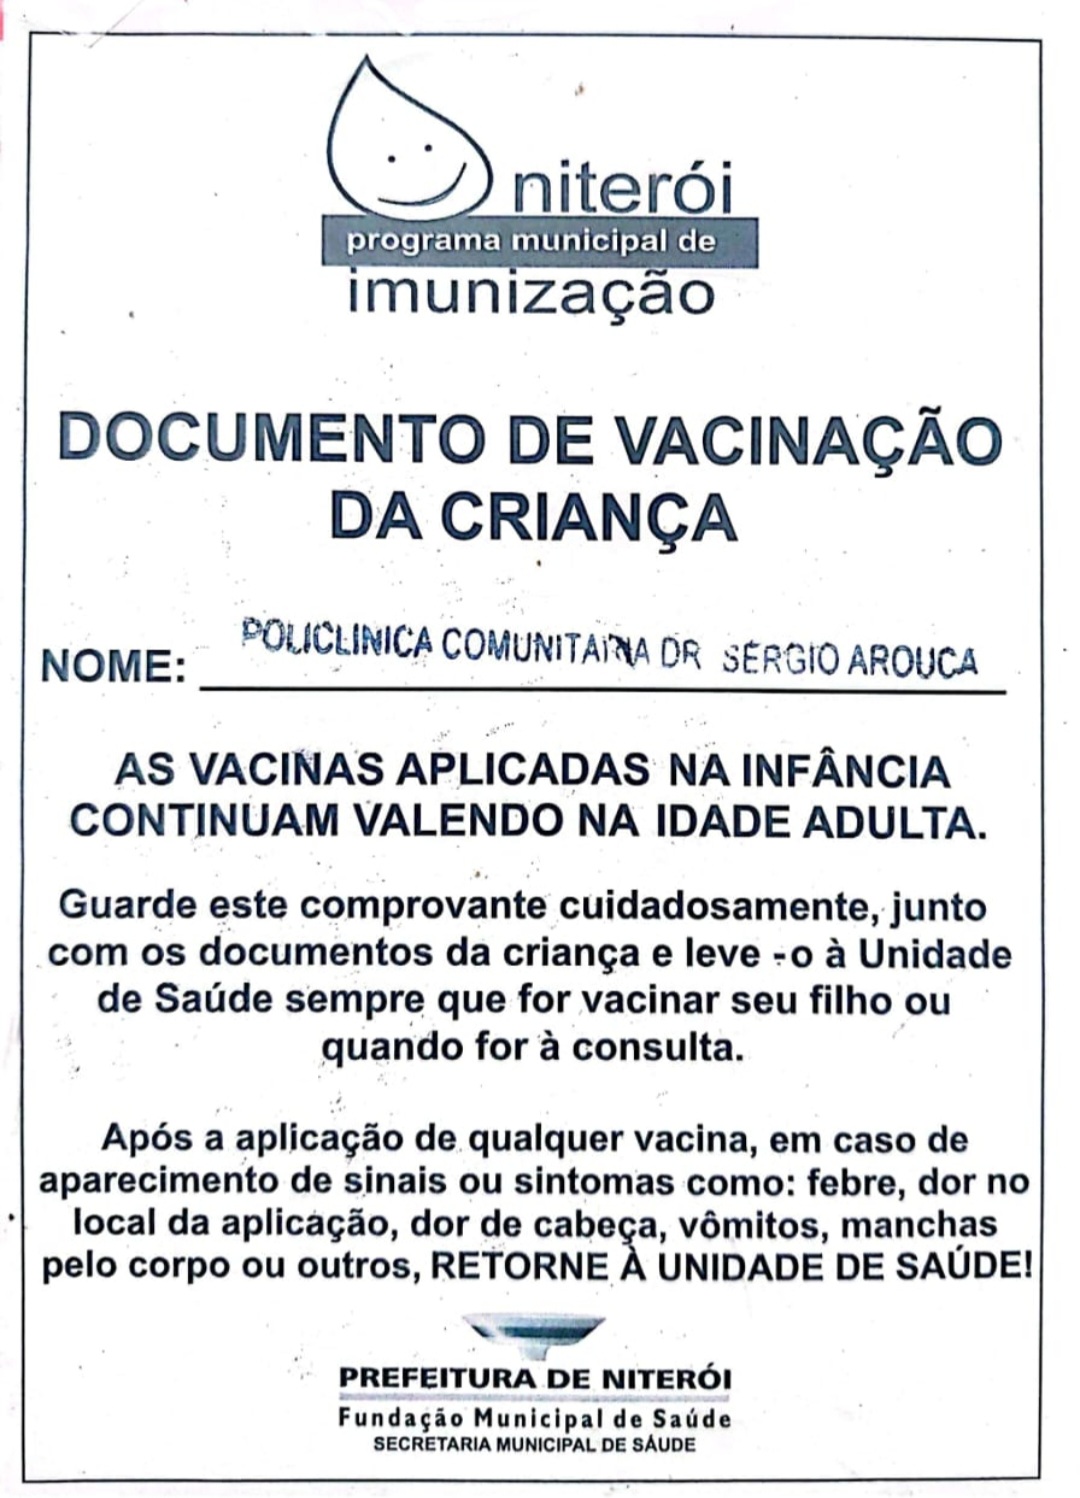 niterói
programa municipal de
imunização
DOCUMENTO DE VACINAÇÃO
DA CRIANÇA
POLICLINICA COMUNITARIA DR SERGIO AROUCA
NOME:
AS VACINAS APLICADAS NA INFÂNCIA
CONTINUAM VALENDO NA IDADE ADULTA.
Guarde este comprovante cuidadosamente, junto
com os documentos da criança e leve -o à Unidade
de Saúde sempre que for vacinar seu filho ou
quando for à consulta.
Após a aplicação de qualquer vacina, em caso de
aparecimento de sinais ou sintomas como: febre, dor no
local da aplicação, dor de cabeça, vômitos, manchas
pelo corpo ou outros, RETORNE À UNIDADE DE SAÚDE!
PREFEITURA DE NITERÓI
Fundação Municipal de Saúde
SECRETARIA MUNICIPAL DE SÁUDE